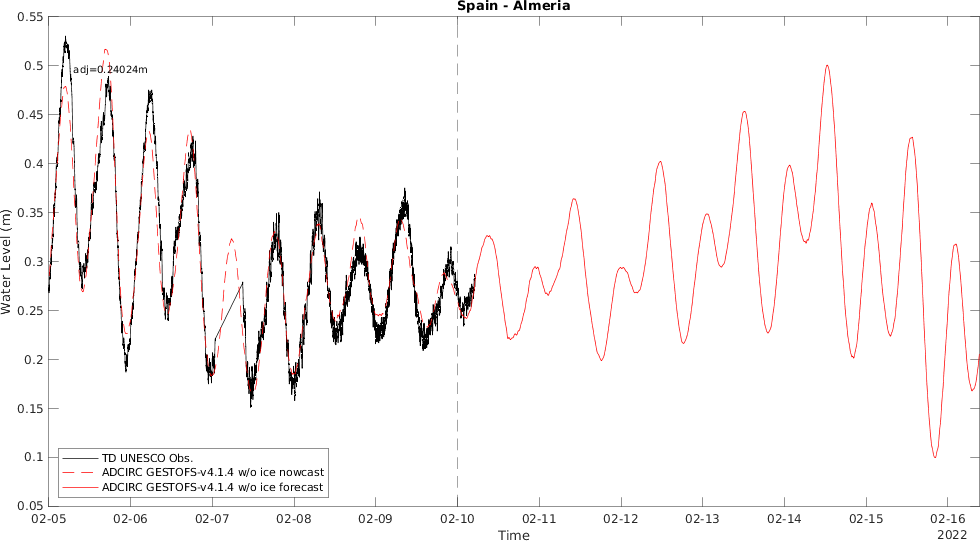 Spain - Almeria
0.55
0.5
0.45
0.4
0.35
0.3
0.25
0.2
0.15
0.1
0.05
Water Level (m)
adj=0.24024m
TD UNESCO Obs.
ADCIRC GESTOFS-v4.1.4 w/o ice nowcast
ADCIRC GESTOFS-v4.1.4 w/o ice forecast
02-05 02-06 02-07 02-08 02-09 02-10 02-11 02-12 02-13 02-14 02-15 02-16
2022
Time